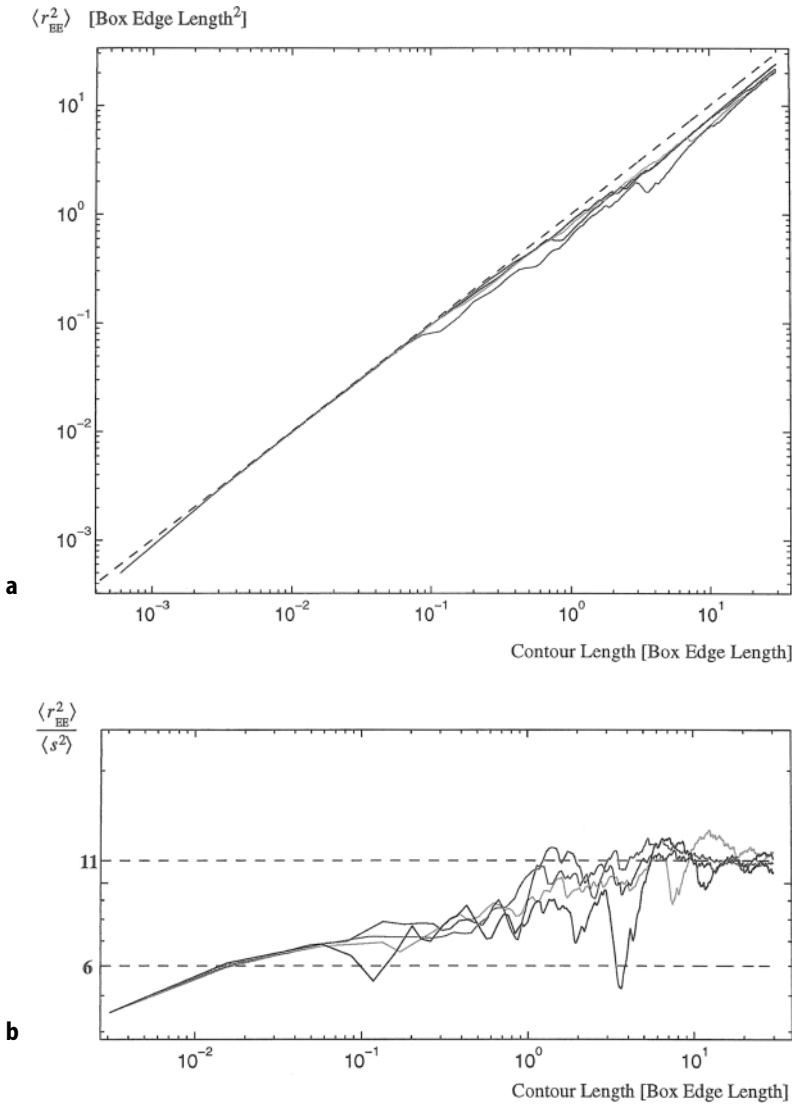 ⟨r²EE⟩ [Box Edge Length²]
10¹
10⁰
10⁻¹
10⁻²
10⁻³
a
10⁻³ 10⁻² 10⁻¹ 10⁰ 10¹
Contour Length [Box Edge Length]
⟨r²EE⟩
⟨s²⟩
11
6
b
10⁻² 10⁻¹ 10⁰ 10¹
Contour Length [Box Edge Length]